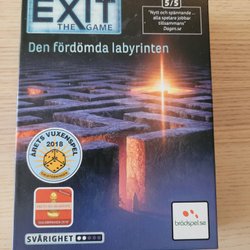 EXIT
THE GAME
5/5
"Nytt och spännande ...
alla spelare jobbar
tillsammans"
Dagen.se
Den fördömda labyrinten
ÅRETS VUXENSPEL
2018
brädspel.se
SVÅRIGHET